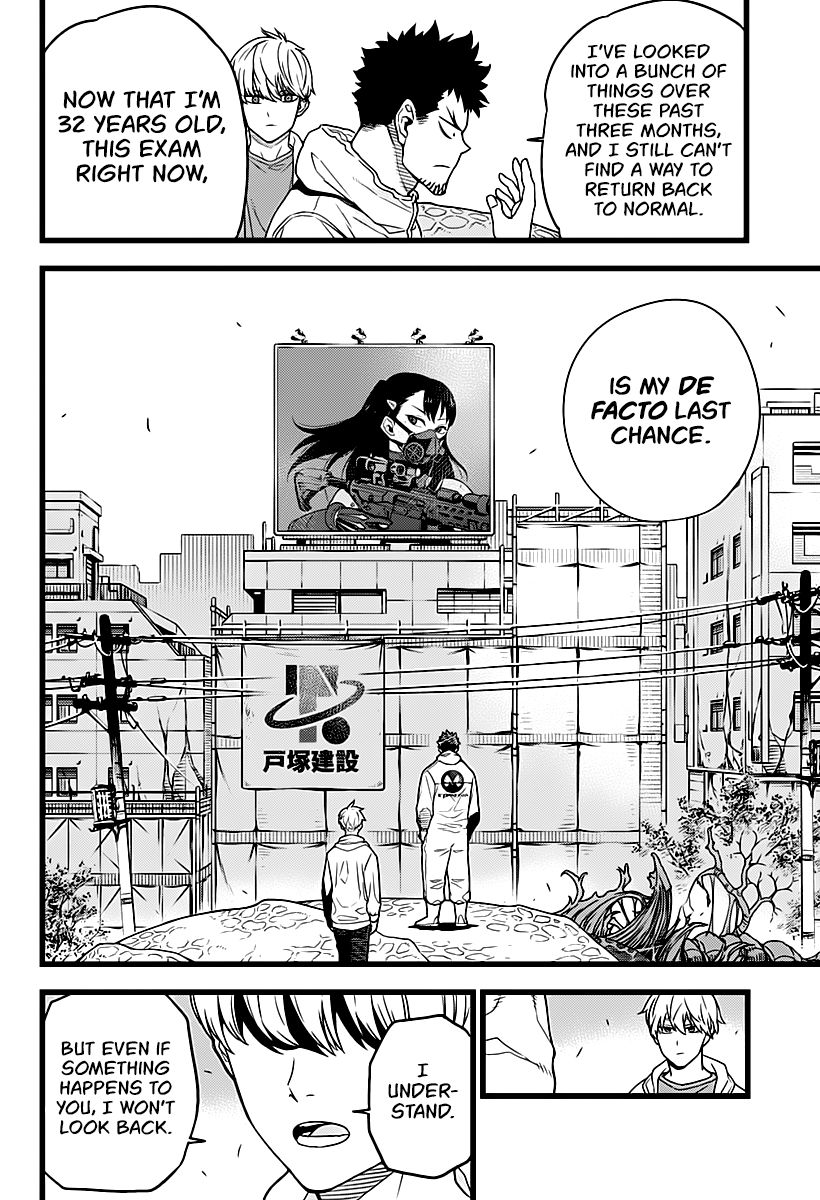 I'VE LOOKED
INTO A BUNCH OF
THINGS OVER
THESE PAST
THREE MONTHS,
AND I STILL CAN'T
FIND A WAY TO
RETURN BACK
TO NORMAL.
NOW THAT I'M
32 YEARS OLD,
THIS EXAM
RIGHT NOW,
IS MY DE
FACTO LAST
CHANCE.
戸塚建設
I
UNDER-
STAND.
BUT EVEN IF
SOMETHING
HAPPENS TO
YOU, I WON'T
LOOK BACK.